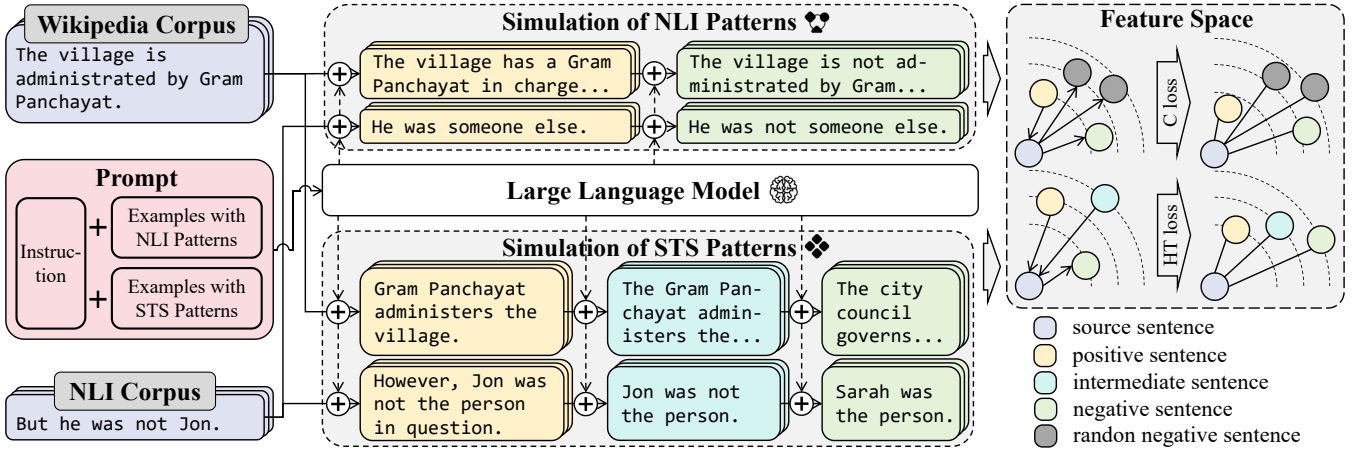 Wikipedia Corpus
The village is
administrated by Gram
Panchayat.
Prompt
Instruc-
tion
+
Examples with
NLI Patterns
+
Examples with
STS Patterns
NLI Corpus
But he was not Jon.
Simulation of NLI Patterns
The village has a Gram
Panchayat in charge...
The village is not ad-
ministrated by Gram...
He was someone else.
He was not someone else.
Large Language Model
Simulation of STS Patterns
Gram Panchayat
administers the
village.
The Gram Pan-
chayat admin-
isters the...
The city
council
governs...
However, Jon was
not the person
in question.
Jon was not
the person.
Sarah was
the person.
Feature Space
C loss
HT loss
source sentence
positive sentence
intermediate sentence
negative sentence
randon negative sentence